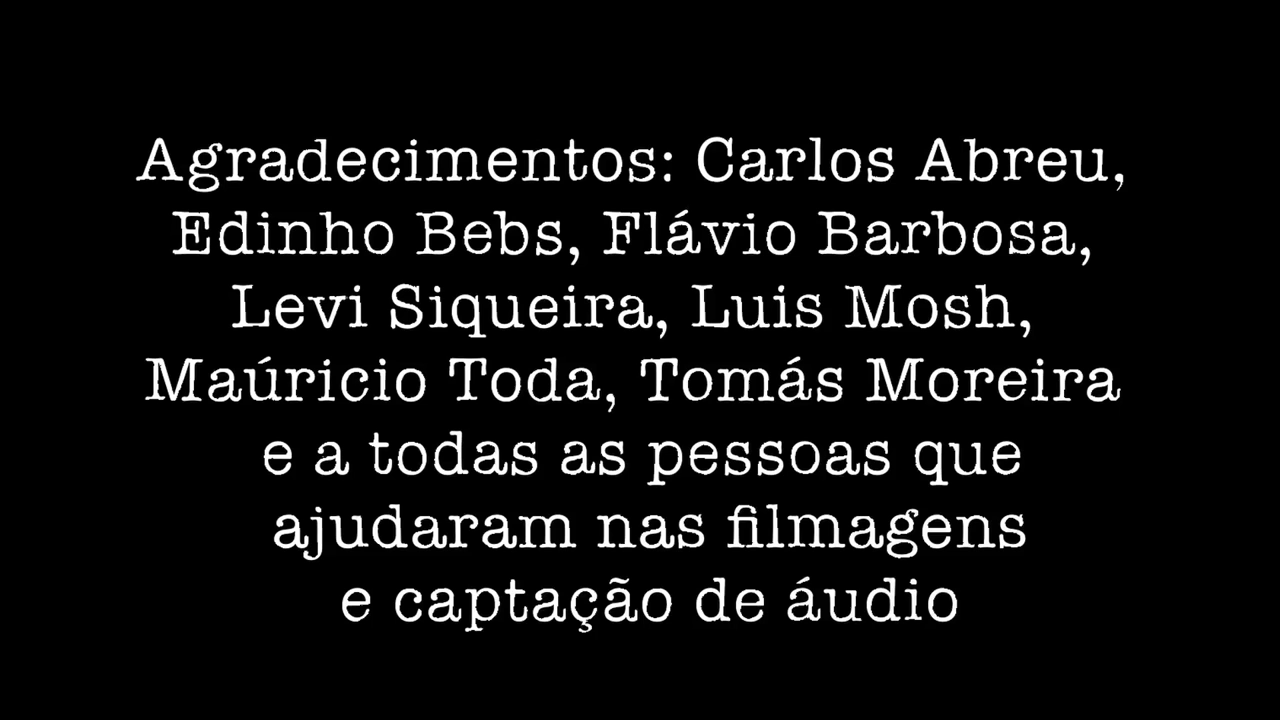 Agradecimentos: Carlos Abreu,
Edinho Bebs, Flávio Barbosa,
Levi Siqueira, Luis Mosh,
Maúricio Toda, Tomás Moreira
e a todas as pessoas que
ajudaram nas filmagens
e captação de áudio